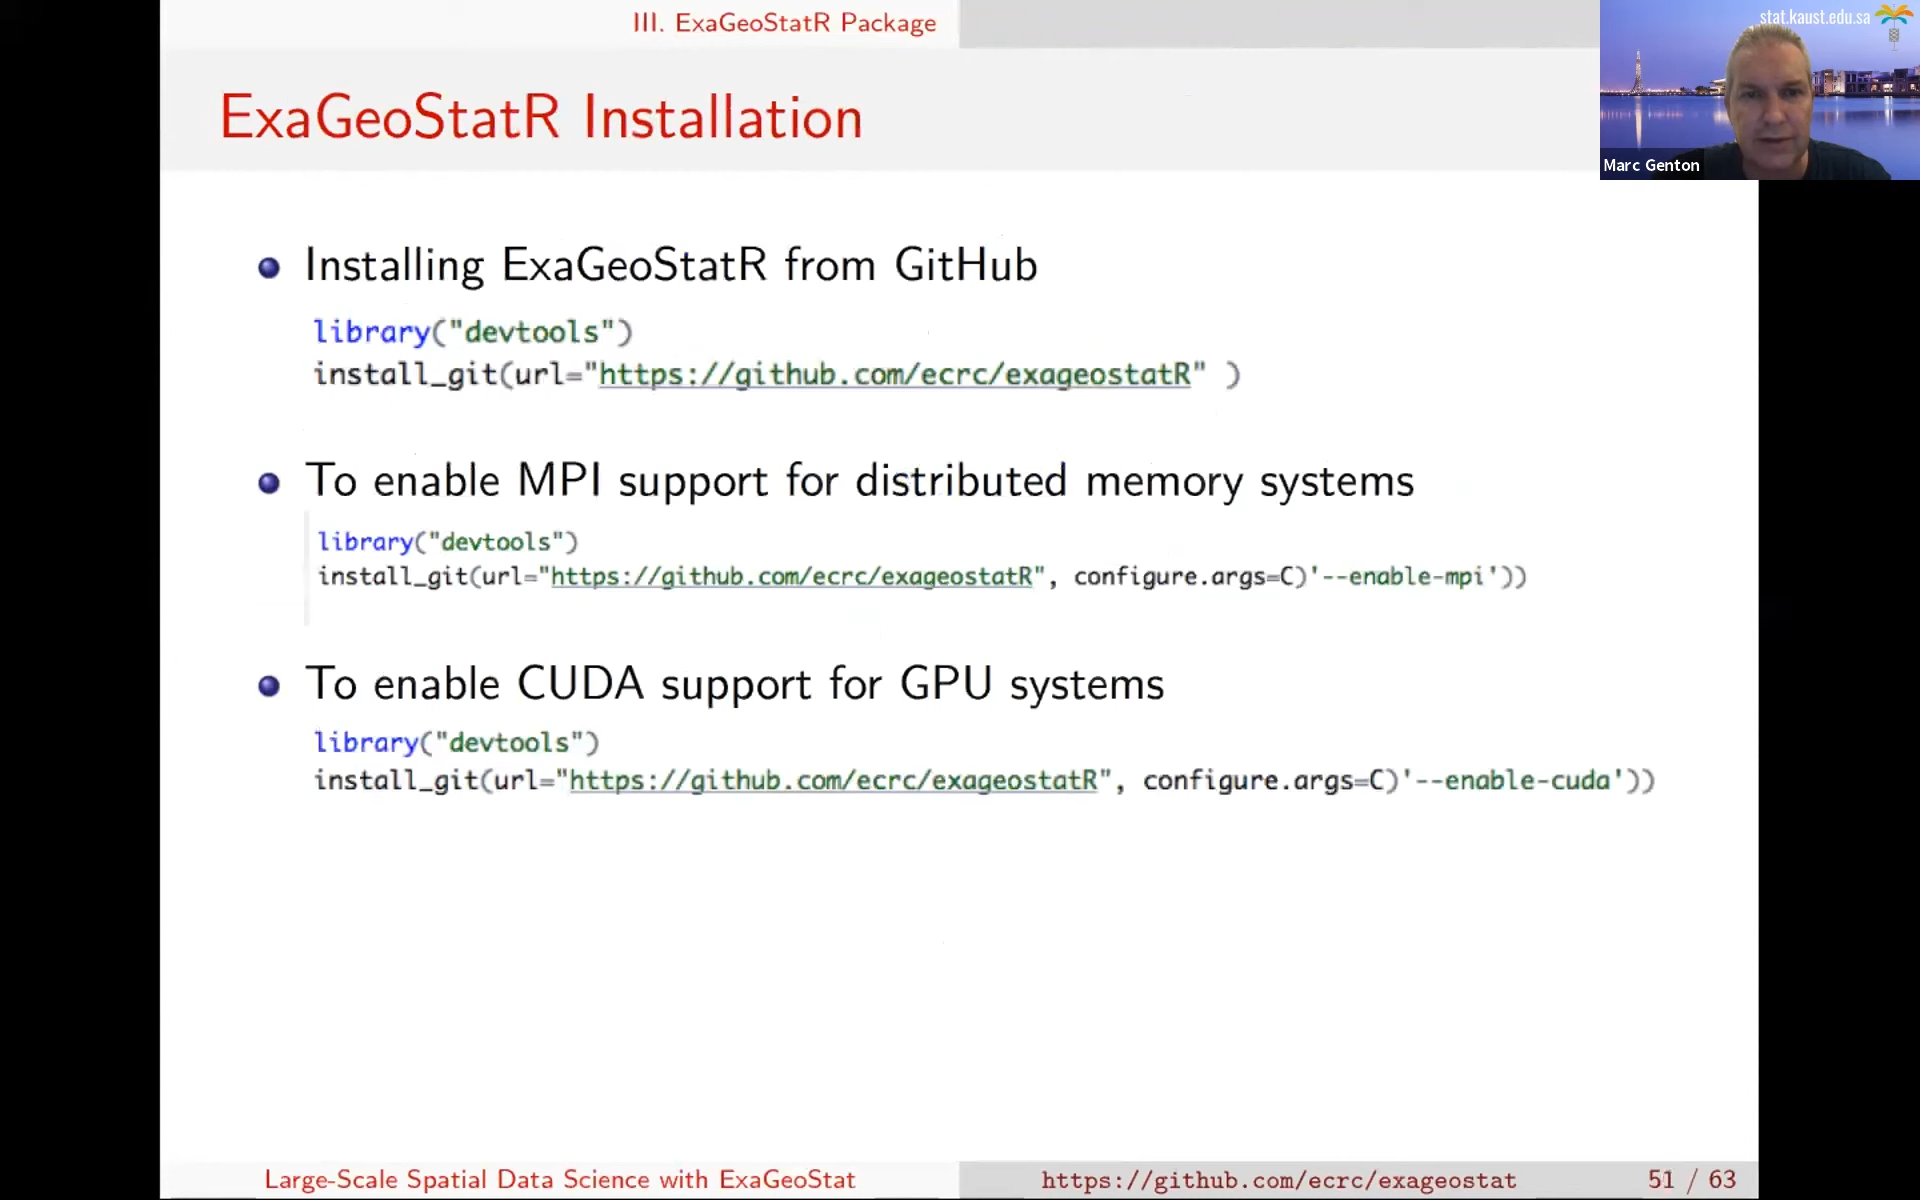 III. ExaGeoStatR Package
stat.kaust.edu.sa
Marc Genton
ExaGeoStatR Installation
Installing ExaGeoStatR from GitHub
library("devtools")
install_git(url="https://github.com/ecrc/exageostatR" )
To enable MPI support for distributed memory systems
library("devtools")
install_git(url="https://github.com/ecrc/exageostatR", configure.args=C)'--enable-mpi'))
To enable CUDA support for GPU systems
library("devtools")
install_git(url="https://github.com/ecrc/exageostatR", configure.args=C)'--enable-cuda'))
Large-Scale Spatial Data Science with ExaGeoStat
https://github.com/ecrc/exageostat
51 / 63